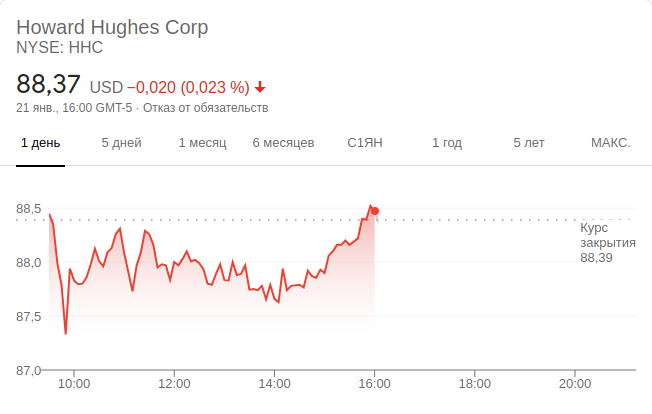 Howard Hughes Corp
NYSE: HHC
88,37 USD −0,020 (0,023 %)
21 янв., 16:00 GMT-5 · Отказ от обязательств
1 день 5 дней 1 месяц 6 месяцев С1ЯН 1 год 5 лет МАКС.
88,5
Курс
закрытия
88,39
88,0
87,5
87,0
10:00 12:00 14:00 16:00 18:00 20:00